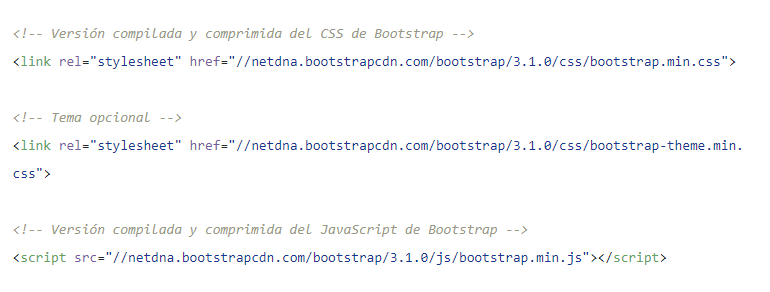 <!-- Versión compilada y comprimida del CSS de Bootstrap -->
<link rel="stylesheet" href="//netdna.bootstrapcdn.com/bootstrap/3.1.0/css/bootstrap.min.css">
<!-- Tema opcional -->
<link rel="stylesheet" href="//netdna.bootstrapcdn.com/bootstrap/3.1.0/css/bootstrap-theme.min.
css">
<!-- Versión compilada y comprimida del JavaScript de Bootstrap -->
<script src="//netdna.bootstrapcdn.com/bootstrap/3.1.0/js/bootstrap.min.js"></script>